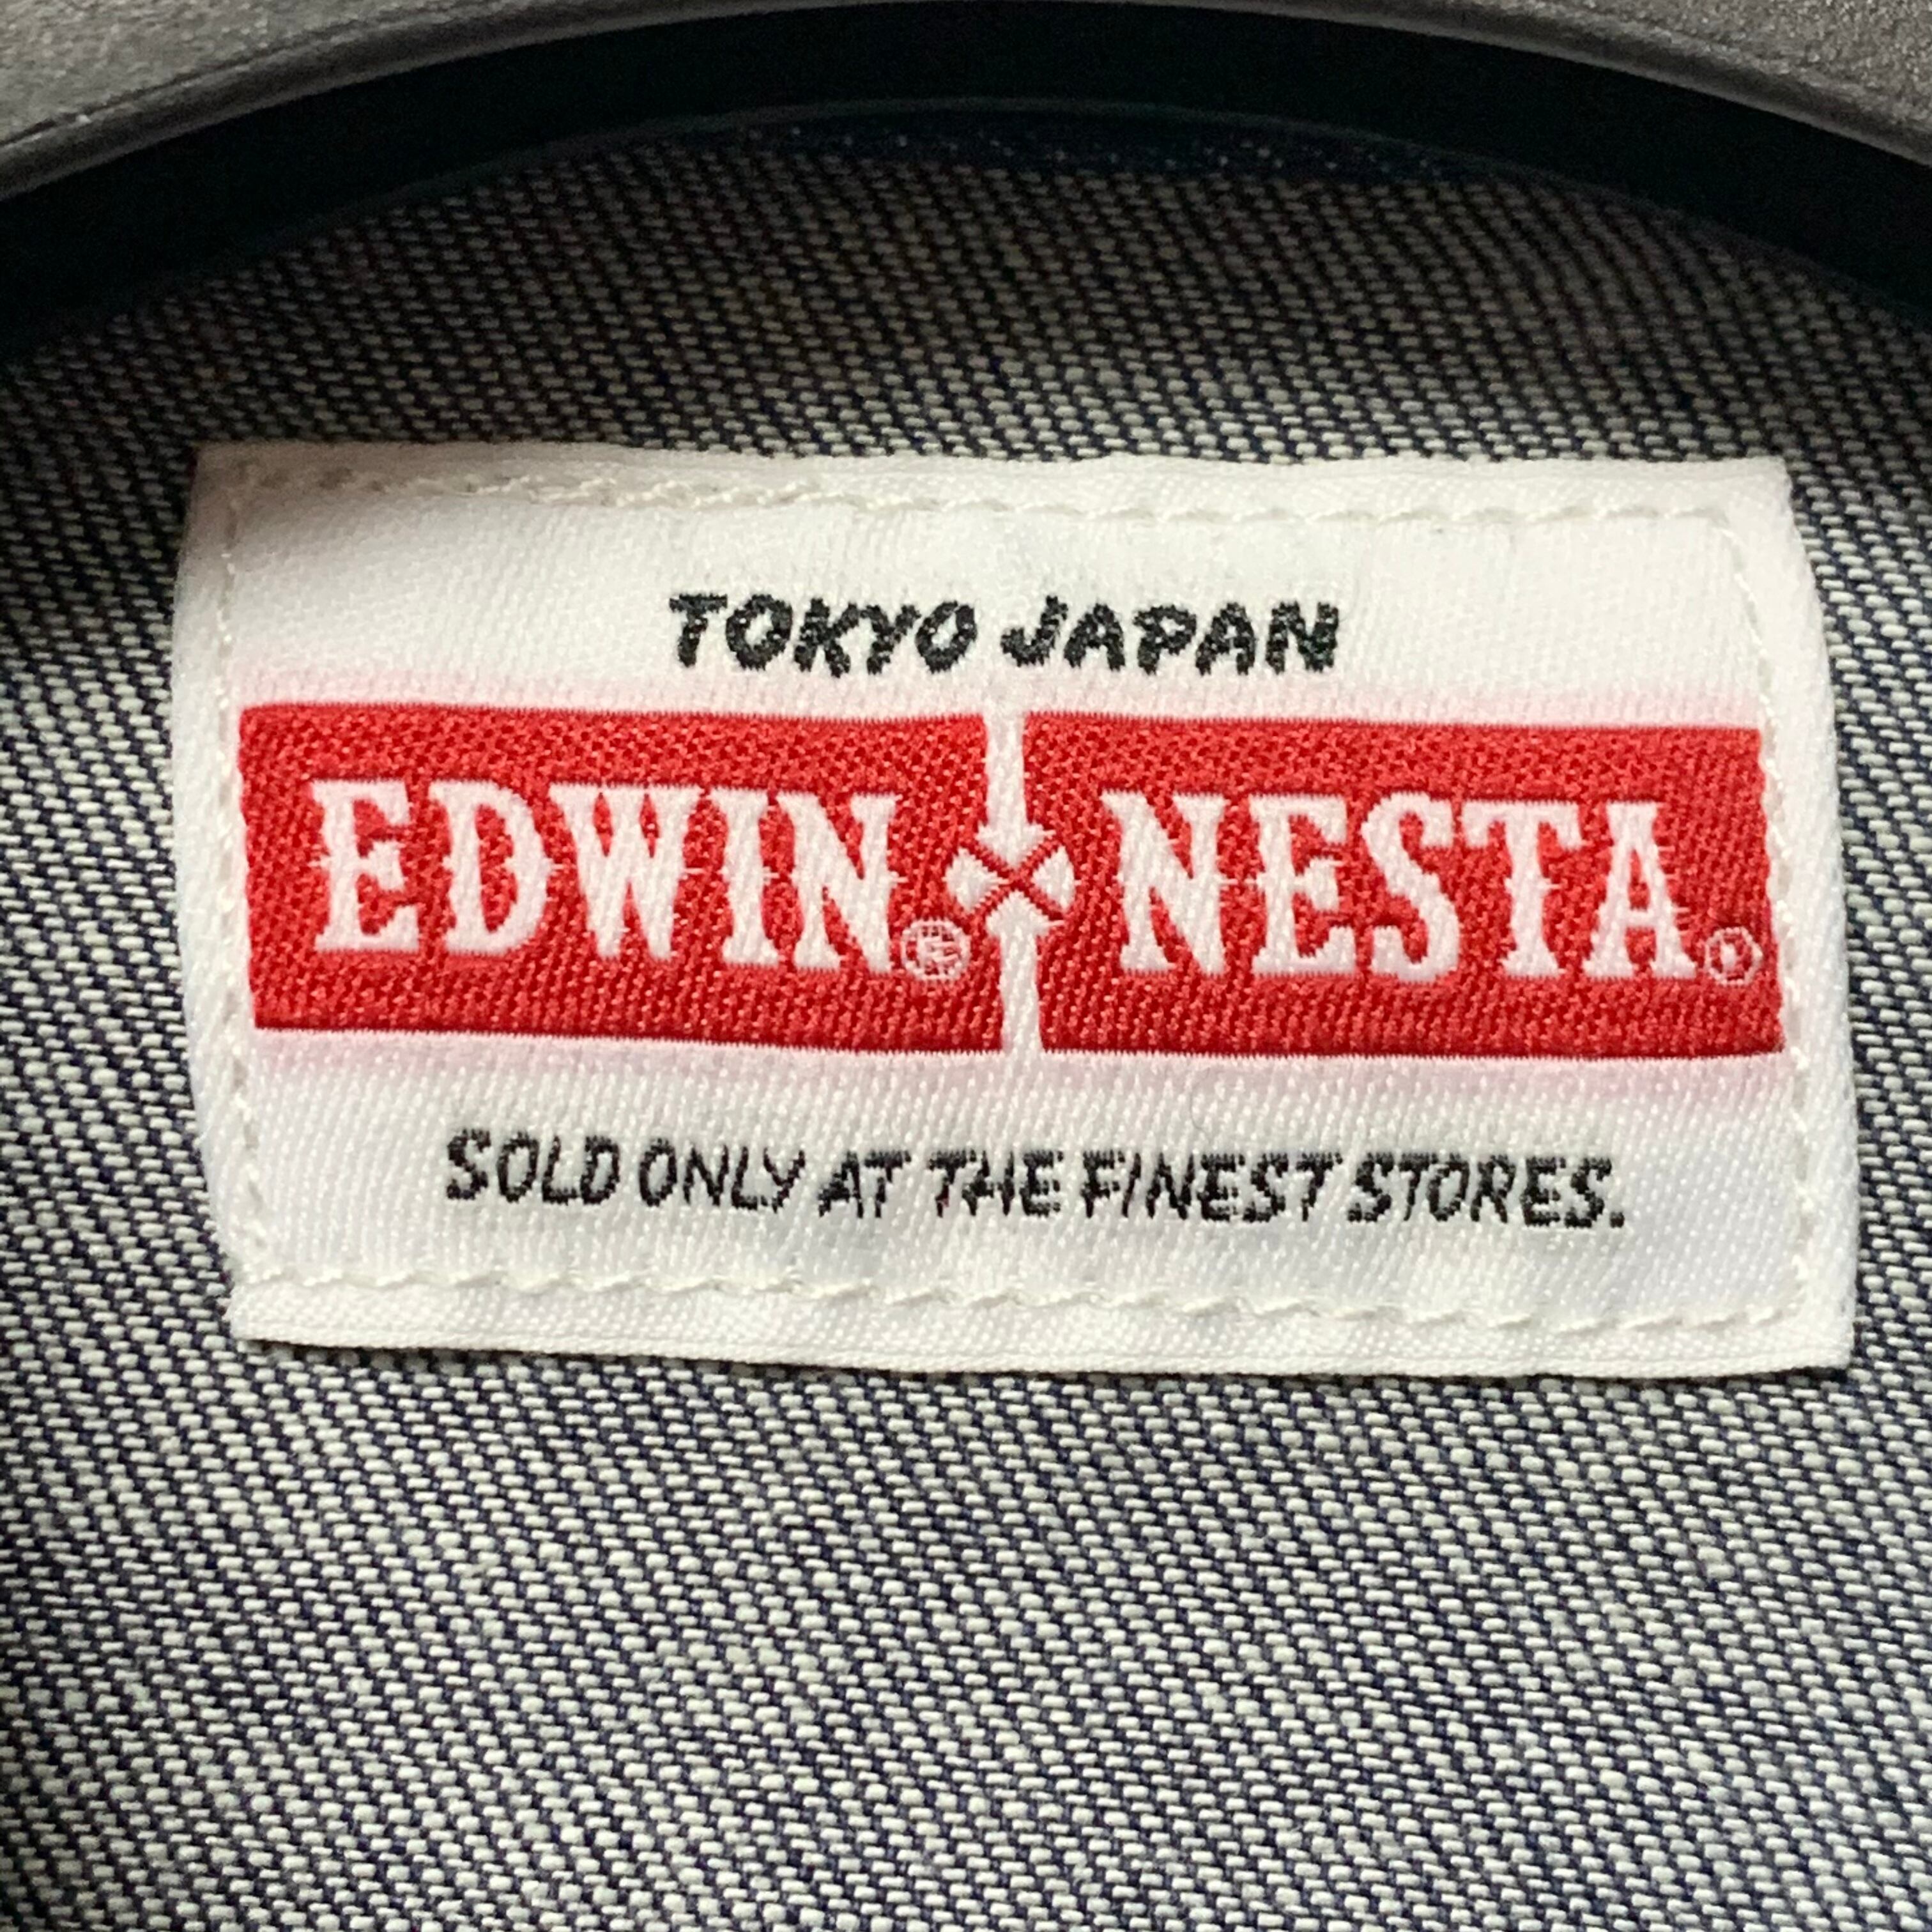 TOKYO JAPAN
EDWIN® × NESTA®
SOLD ONLY AT THE FINEST STORES.